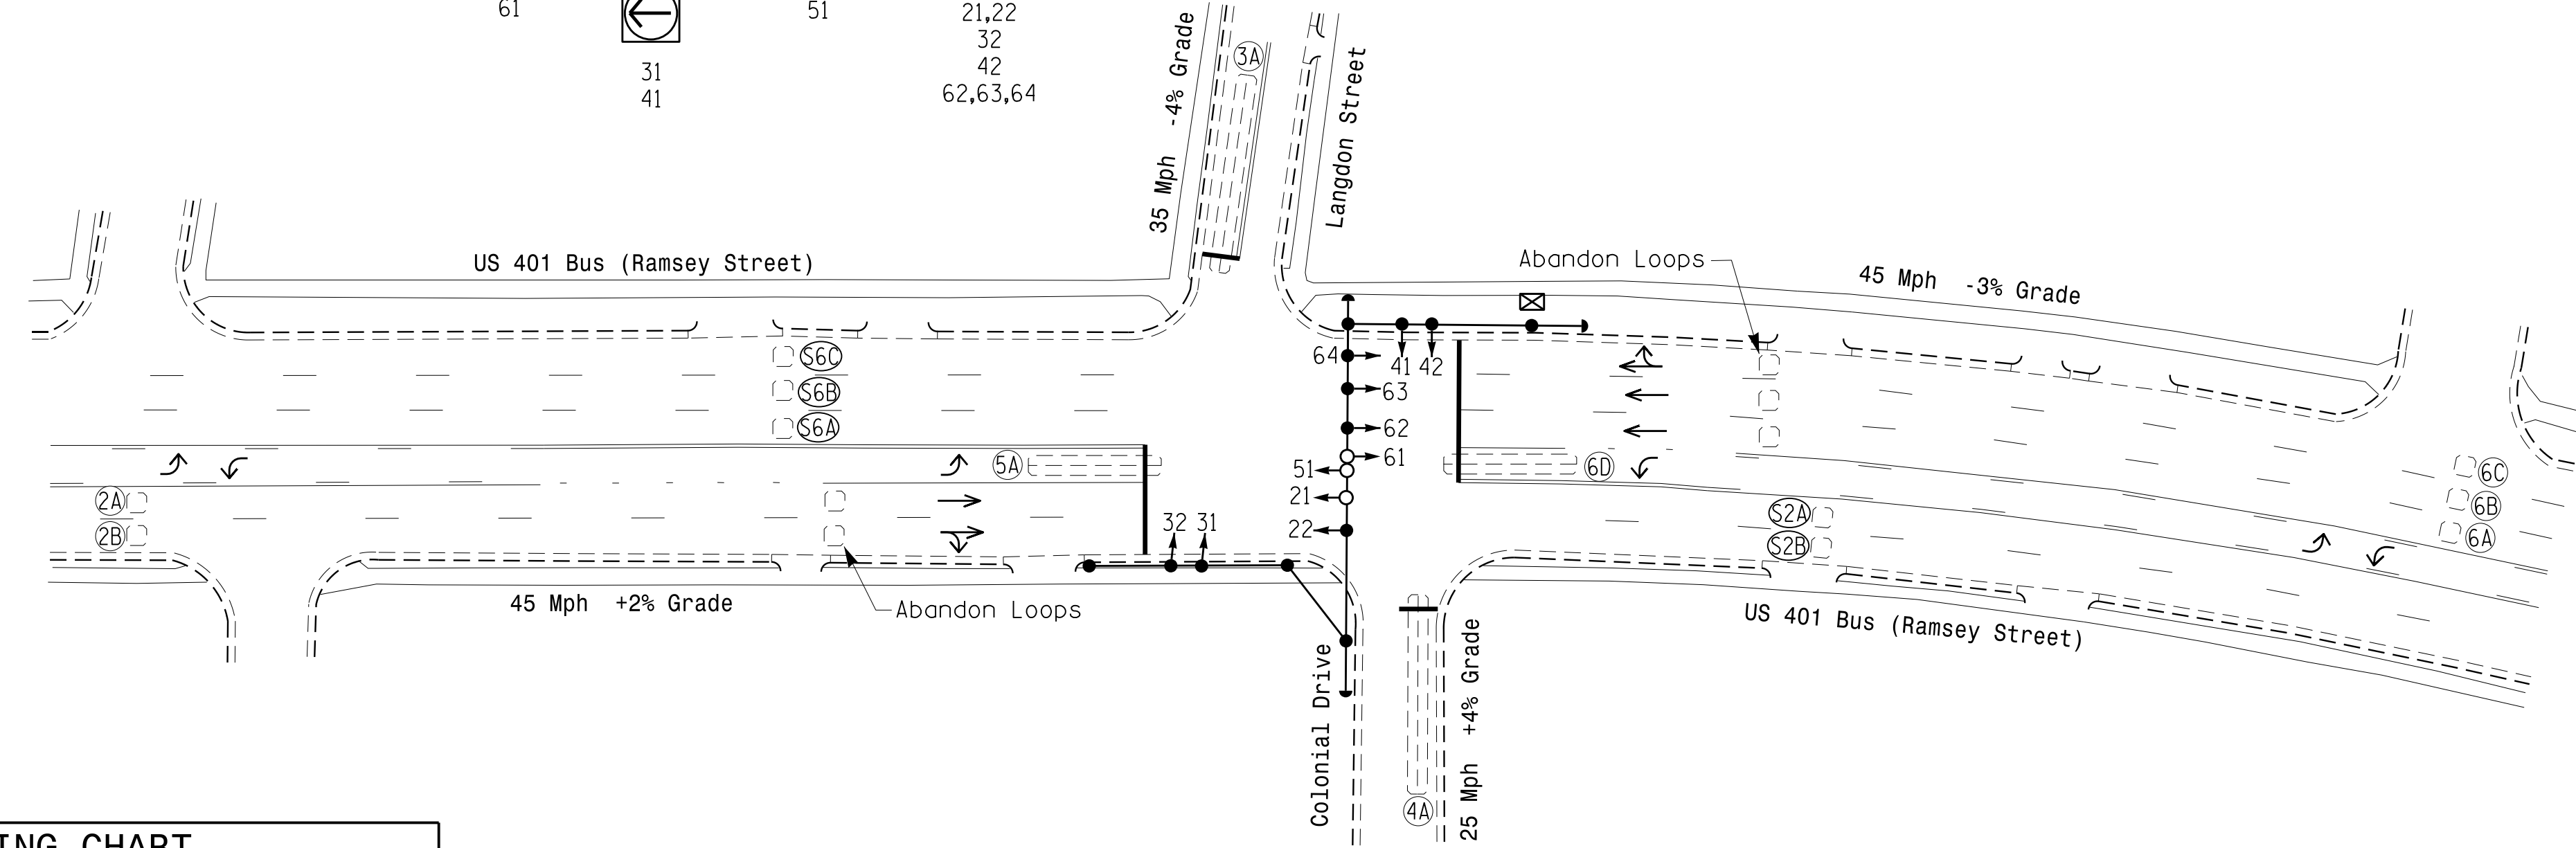 61
31
41
51
21,22
32
42
62,63,64
35 Mph -4% Grade
3A
Langdon Street
US 401 Bus (Ramsey Street)
Abandon Loops
45 Mph -3% Grade
S6C
S6B
S6A
64
41 42
63
62
61
51
21
22
5A
6D
2A
2B
32 31
S2A
S2B
6C
6B
6A
45 Mph +2% Grade
Abandon Loops
US 401 Bus (Ramsey Street)
Colonial Drive
4A
25 Mph +4% Grade
ING CHART